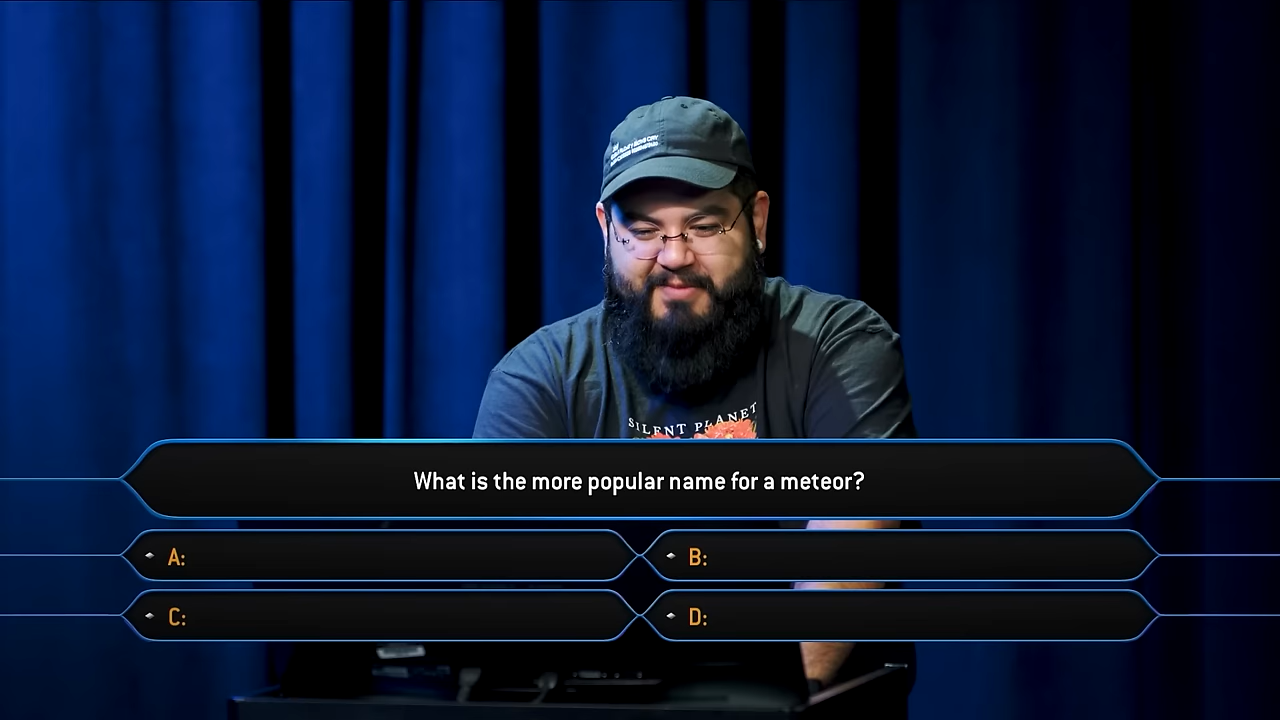 SILENT PLANET
What is the more popular name for a meteor?
A:
B:
C:
D: